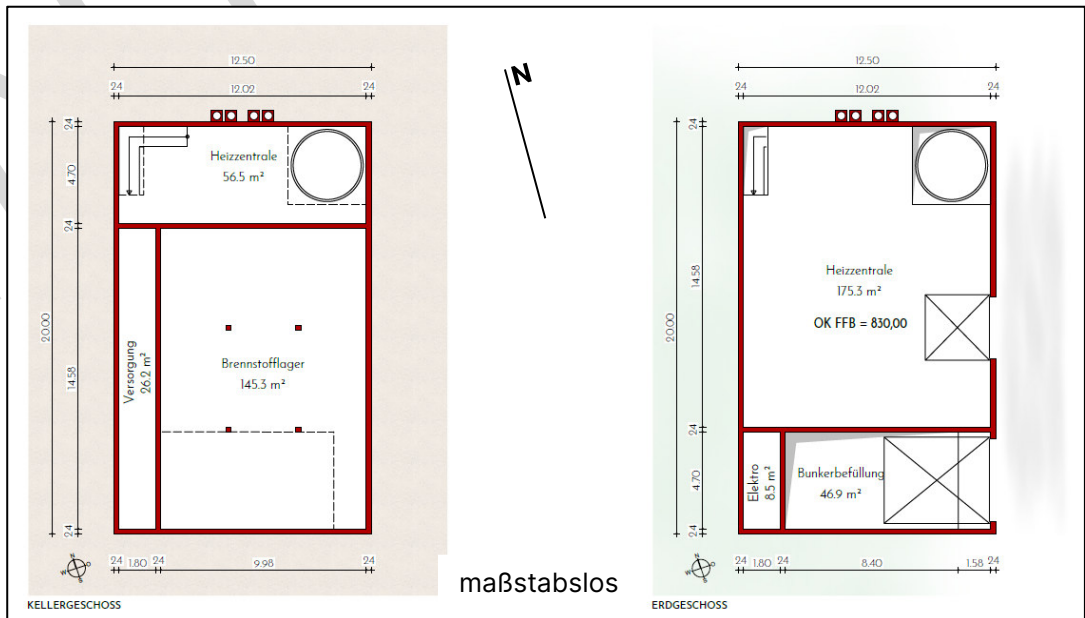 12.50
24 12.02 24
24
4.70
24
20.00
14.58
24
Heizzentrale
56.5 m²
Versorgung
26.2 m²
Brennstofflager
145.3 m²
24 1.80 24 9.98 24
N
O
S
W
KELLERGESCHOSS
N
maßstabslos
12.50
24 12.02 24
24
20.00
14.58
24
4.70
24
Heizzentrale
175.3 m²
OK FFB = 830,00
Elektro
8.5 m²
Bunkerbefüllung
46.9 m²
24 1.80 24 8.40 1.58 24
N
O
S
W
ERDGESCHOSS